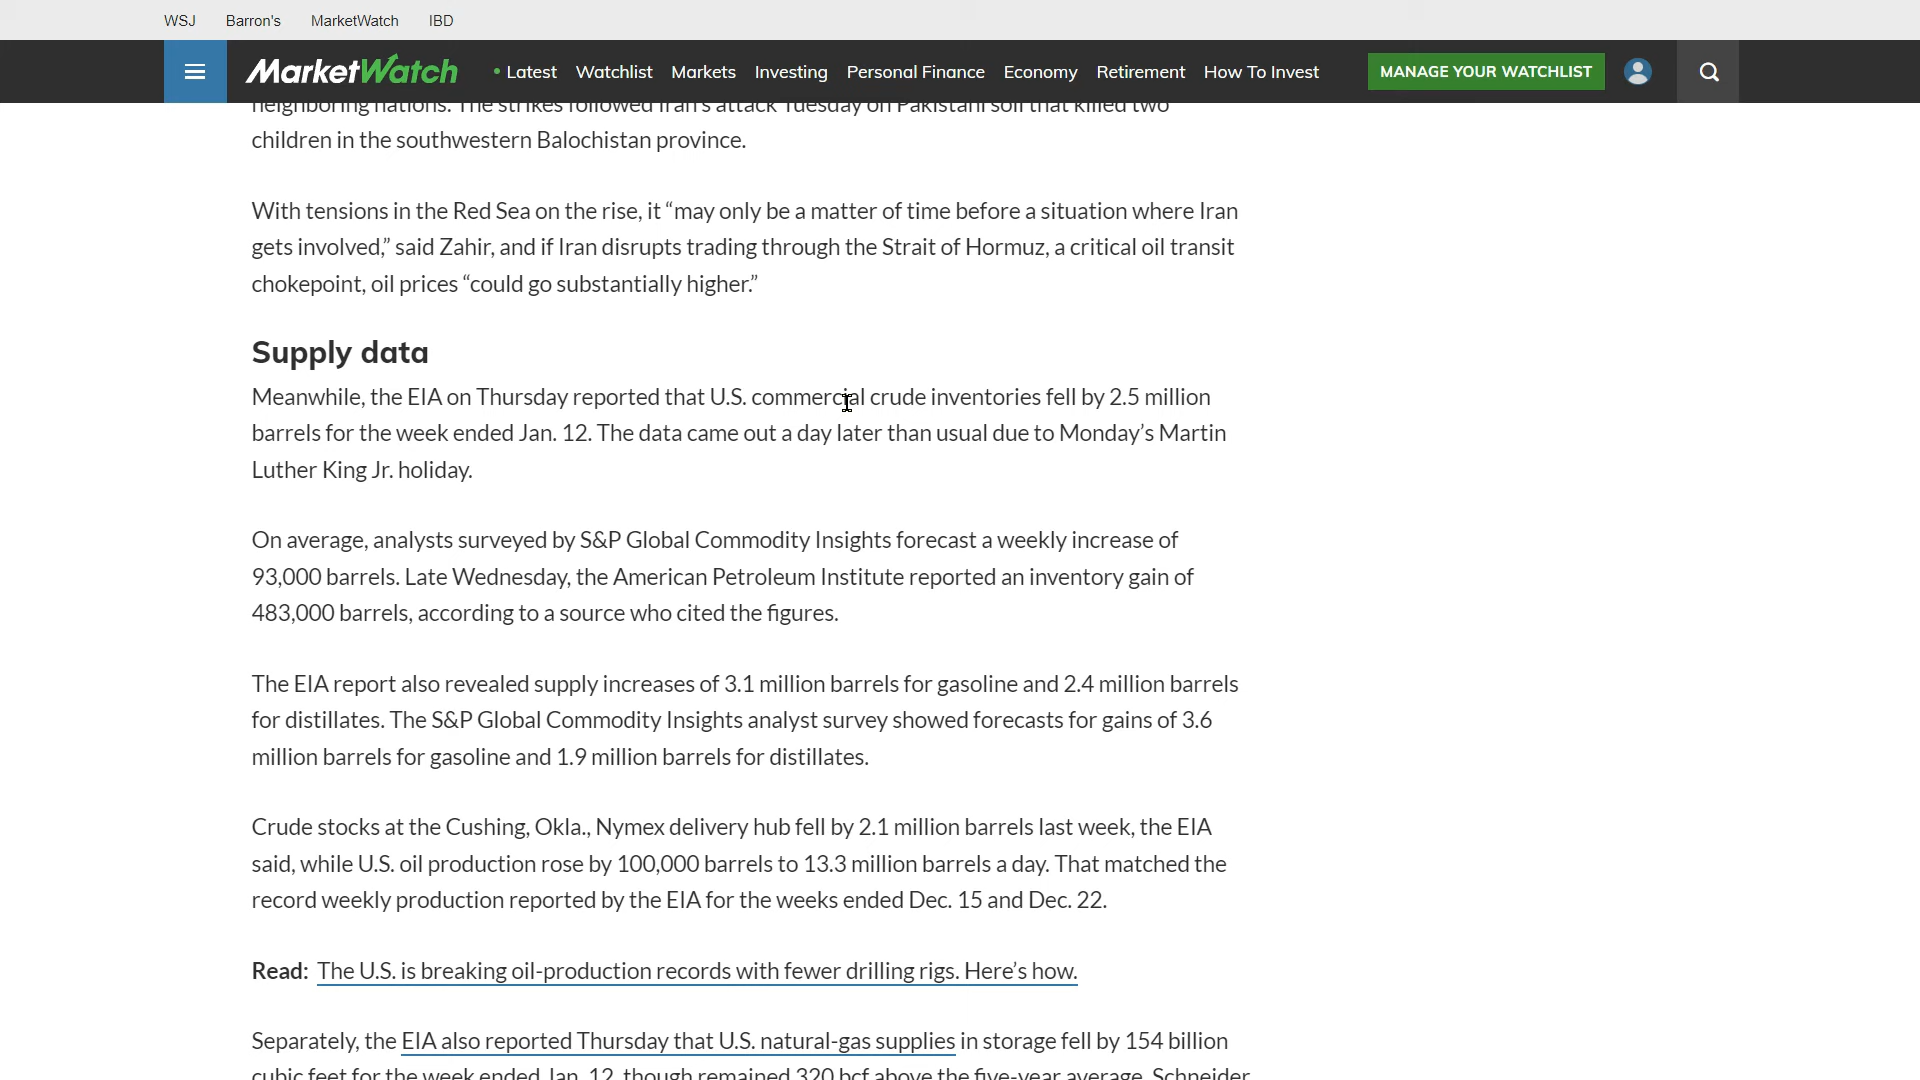 WSJ Barron's MarketWatch IBD
MarketWatch • Latest Watchlist Markets Investing Personal Finance Economy Retirement How To Invest MANAGE YOUR WATCHLIST
neighboring nations. The strikes followed Iran’s attack Tuesday on Pakistani soil that killed two
children in the southwestern Balochistan province.
With tensions in the Red Sea on the rise, it “may only be a matter of time before a situation where Iran
gets involved,” said Zahir, and if Iran disrupts trading through the Strait of Hormuz, a critical oil transit
chokepoint, oil prices “could go substantially higher.”
Supply data
Meanwhile, the EIA on Thursday reported that U.S. commercial crude inventories fell by 2.5 million
barrels for the week ended Jan. 12. The data came out a day later than usual due to Monday’s Martin
Luther King Jr. holiday.
On average, analysts surveyed by S&P Global Commodity Insights forecast a weekly increase of
93,000 barrels. Late Wednesday, the American Petroleum Institute reported an inventory gain of
483,000 barrels, according to a source who cited the figures.
The EIA report also revealed supply increases of 3.1 million barrels for gasoline and 2.4 million barrels
for distillates. The S&P Global Commodity Insights analyst survey showed forecasts for gains of 3.6
million barrels for gasoline and 1.9 million barrels for distillates.
Crude stocks at the Cushing, Okla., Nymex delivery hub fell by 2.1 million barrels last week, the EIA
said, while U.S. oil production rose by 100,000 barrels to 13.3 million barrels a day. That matched the
record weekly production reported by the EIA for the weeks ended Dec. 15 and Dec. 22.
Read: The U.S. is breaking oil-production records with fewer drilling rigs. Here’s how.
Separately, the EIA also reported Thursday that U.S. natural-gas supplies in storage fell by 154 billion
cubic feet for the week ended Jan. 12, though remained 320 bcf above the five-year average. Schneider